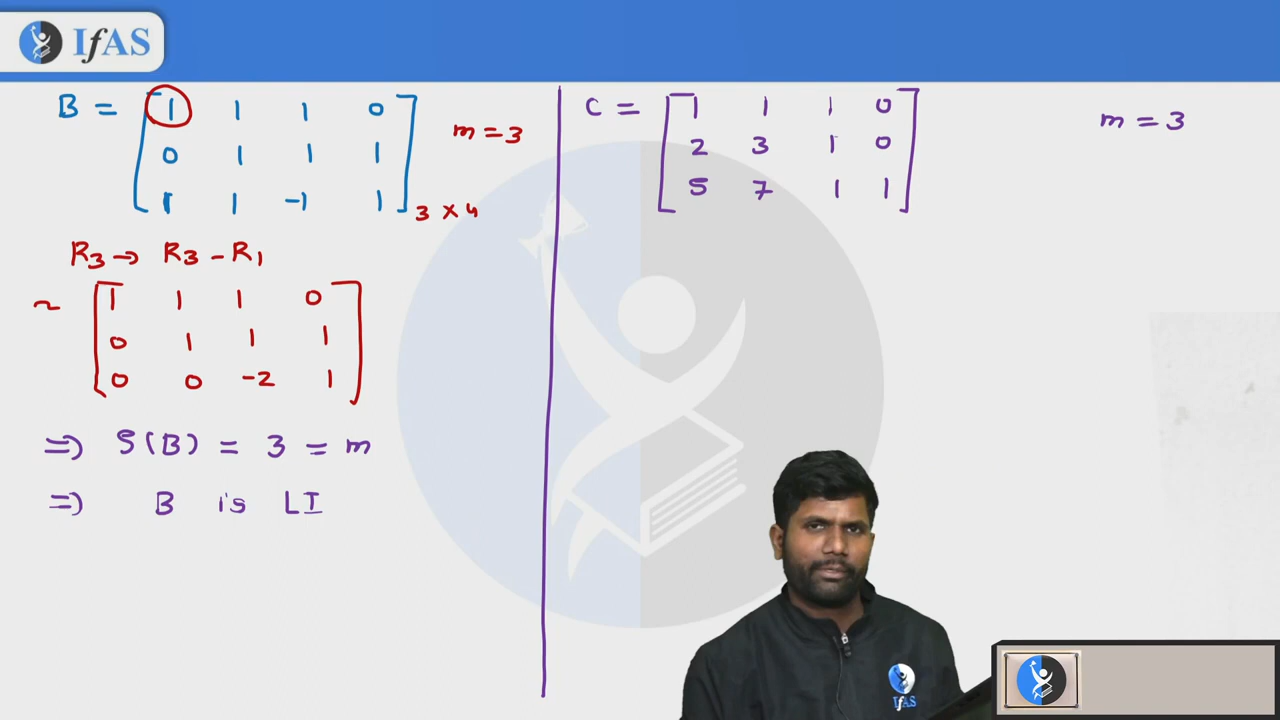 IfAS
B = [ 1 1 1 0
0 1 1 1
1 1 -1 1 ] 3 × 4
m = 3
R3 → R3 - R1
~ [ 1 1 1 0
0 1 1 1
0 0 -2 1 ]
⇒ S(B) = 3 = m
⇒ B is LI
C = [ 1 1 1 0
2 3 1 0
5 7 1 1 ]
m = 3
IfAS